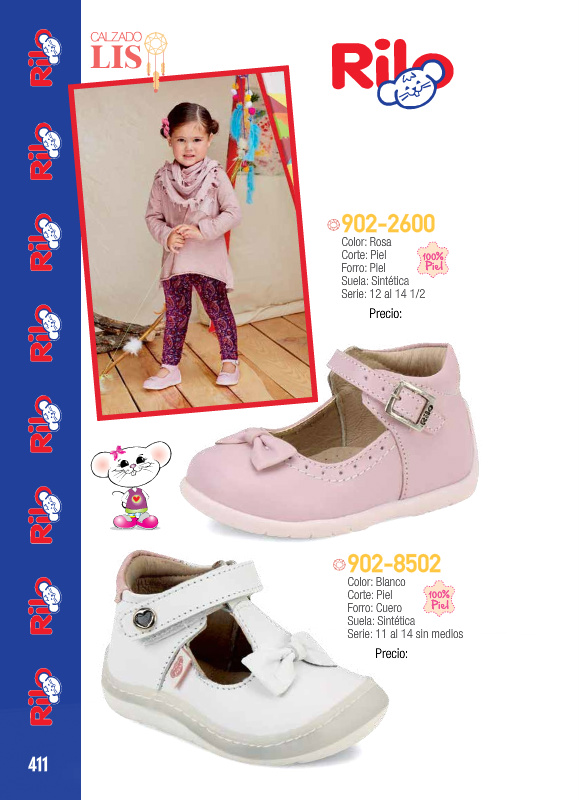 CALZADO
LIS
Rilo
Rilo
Rilo
Rilo
Rilo
Rilo
Rilo
Rilo
Rilo
902-2600
Color: Rosa
Corte: Piel
Forro: Piel
Suela: Sintética
Serie: 12 al 14 1/2
100%
Piel
Precio:
Rilo
902-8502
Color: Blanco
Corte: Piel
Forro: Cuero
Suela: Sintética
Serie: 11 al 14 sin medios
100%
Piel
Precio:
Rilo
411